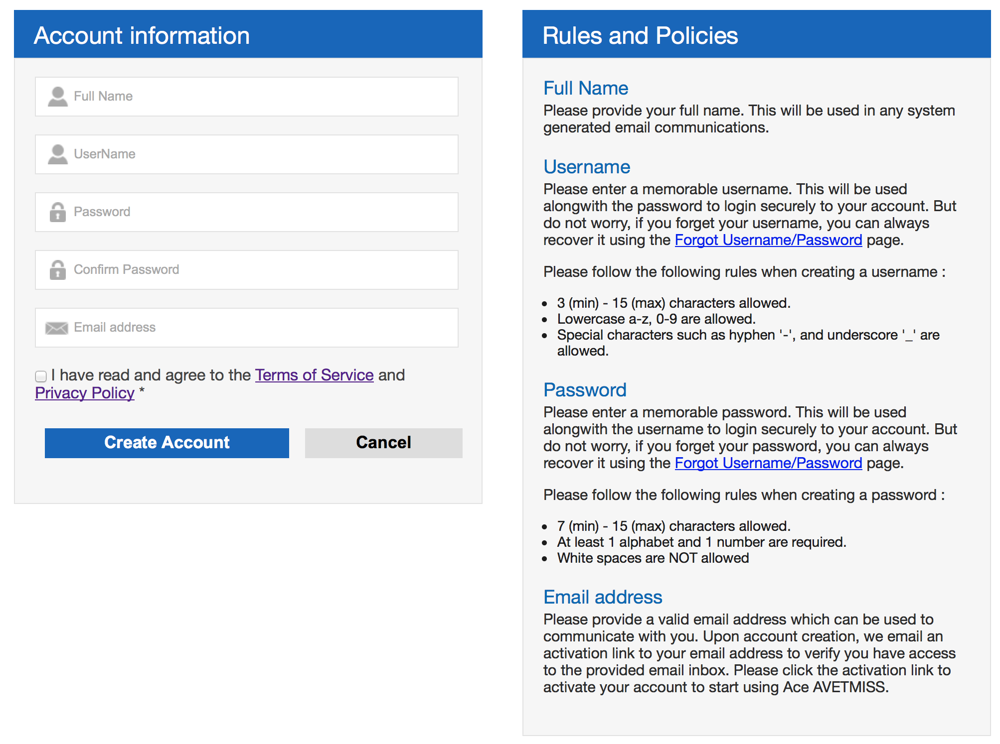 Account information
Full Name
UserName
Password
Confirm Password
Email address
I have read and agree to the Terms of Service and
Privacy Policy *
Create Account
Cancel
Rules and Policies
Full Name
Please provide your full name. This will be used in any system
generated email communications.
Username
Please enter a memorable username. This will be used
alongwith the password to login securely to your account. But
do not worry, if you forget your username, you can always
recover it using the Forgot Username/Password page.
Please follow the following rules when creating a username :
• 3 (min) - 15 (max) characters allowed.
• Lowercase a-z, 0-9 are allowed.
• Special characters such as hyphen '-', and underscore '_' are
allowed.
Password
Please enter a memorable password. This will be used
alongwith the username to login securely to your account. But
do not worry, if you forget your password, you can always
recover it using the Forgot Username/Password page.
Please follow the following rules when creating a password :
• 7 (min) - 15 (max) characters allowed.
• At least 1 alphabet and 1 number are required.
• White spaces are NOT allowed
Email address
Please provide a valid email address which can be used to
communicate with you. Upon account creation, we email an
activation link to your email address to verify you have access
to the provided email inbox. Please click the activation link to
activate your account to start using Ace AVETMISS.